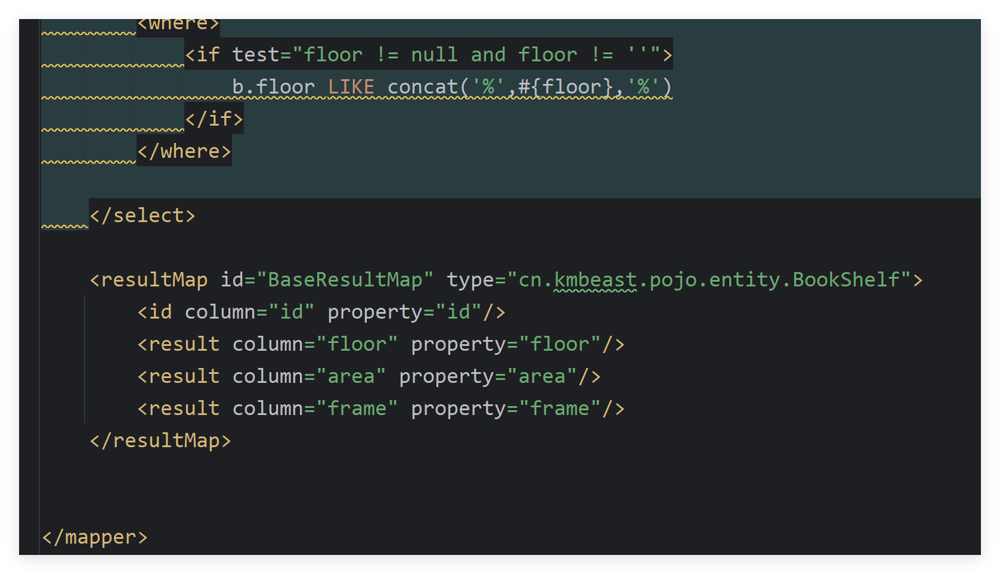 <where>
<if test="floor != null and floor != ''">
b.floor LIKE concat('%',#{floor},'%')
</if>
</where>
</select>
<resultMap id="BaseResultMap" type="cn.kmbeast.pojo.entity.BookShelf">
<id column="id" property="id"/>
<result column="floor" property="floor"/>
<result column="area" property="area"/>
<result column="frame" property="frame"/>
</resultMap>
</mapper>